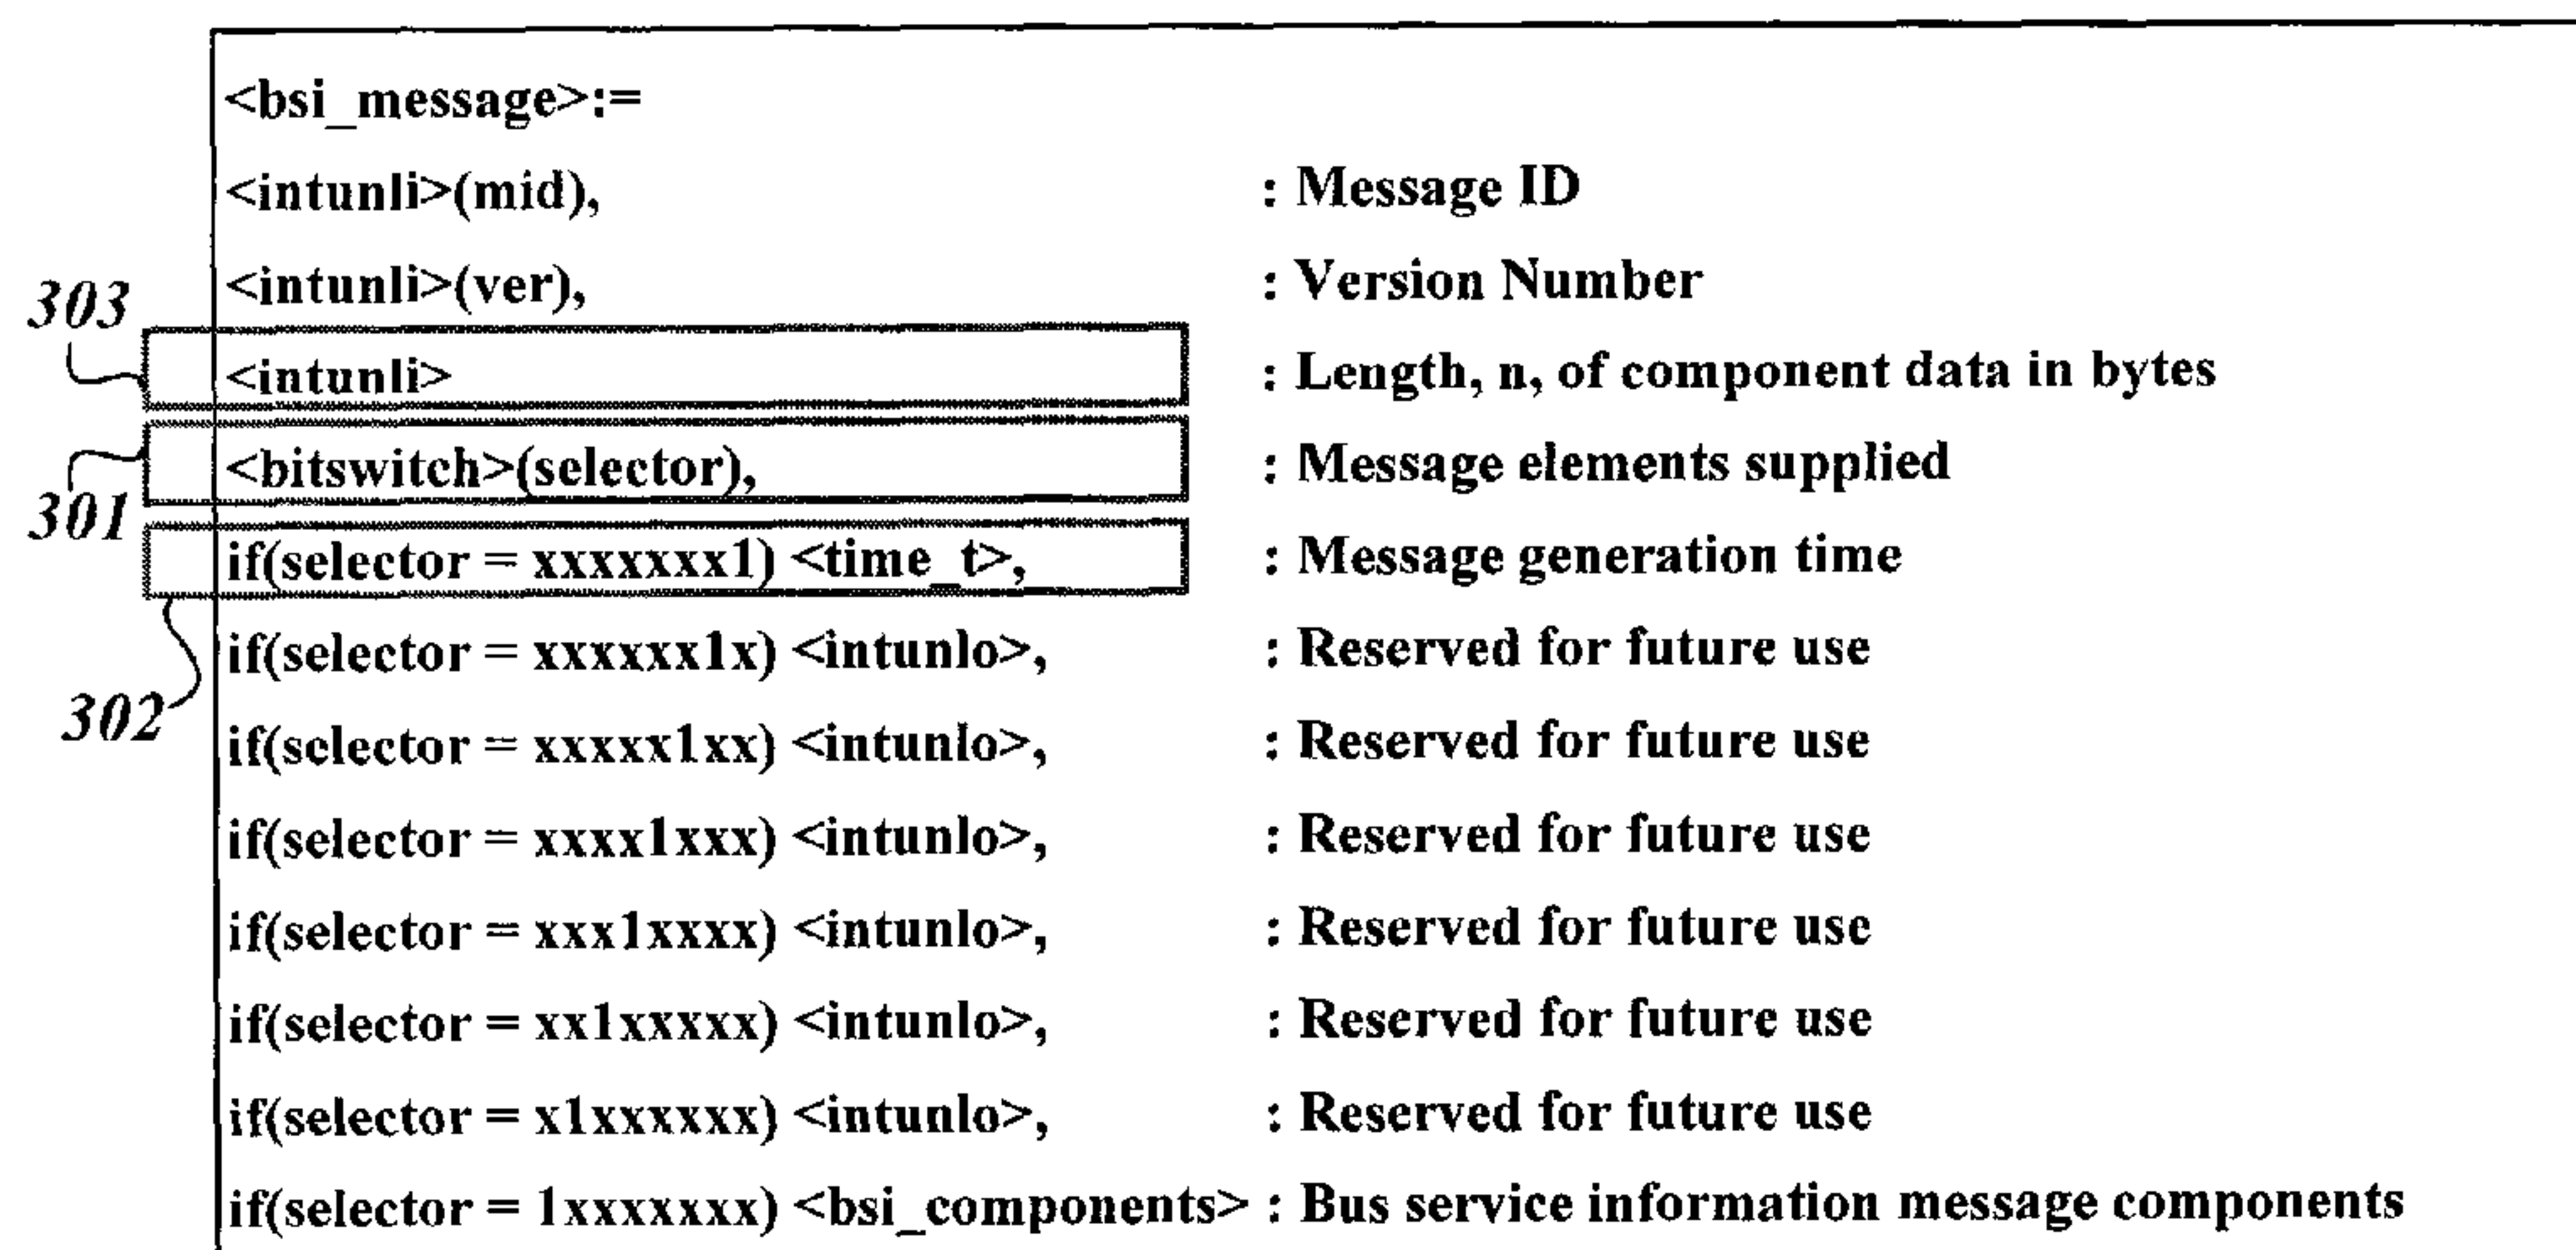 <bsi_message>:=
<intunli>(mid), : Message ID
<intunli>(ver), : Version Number
303
<intunli> : Length, n, of component data in bytes
<bitswitch>(selector), : Message elements supplied
301
if(selector = xxxxxxx1) <time_t>, : Message generation time
if(selector = xxxxxx1x) <intunlo>, : Reserved for future use
302
if(selector = xxxxx1xx) <intunlo>, : Reserved for future use
if(selector = xxxx1xxx) <intunlo>, : Reserved for future use
if(selector = xxx1xxxx) <intunlo>, : Reserved for future use
if(selector = xx1xxxxx) <intunlo>, : Reserved for future use
if(selector = x1xxxxxx) <intunlo>, : Reserved for future use
if(selector = 1xxxxxxx) <bsi_components> : Bus service information message components